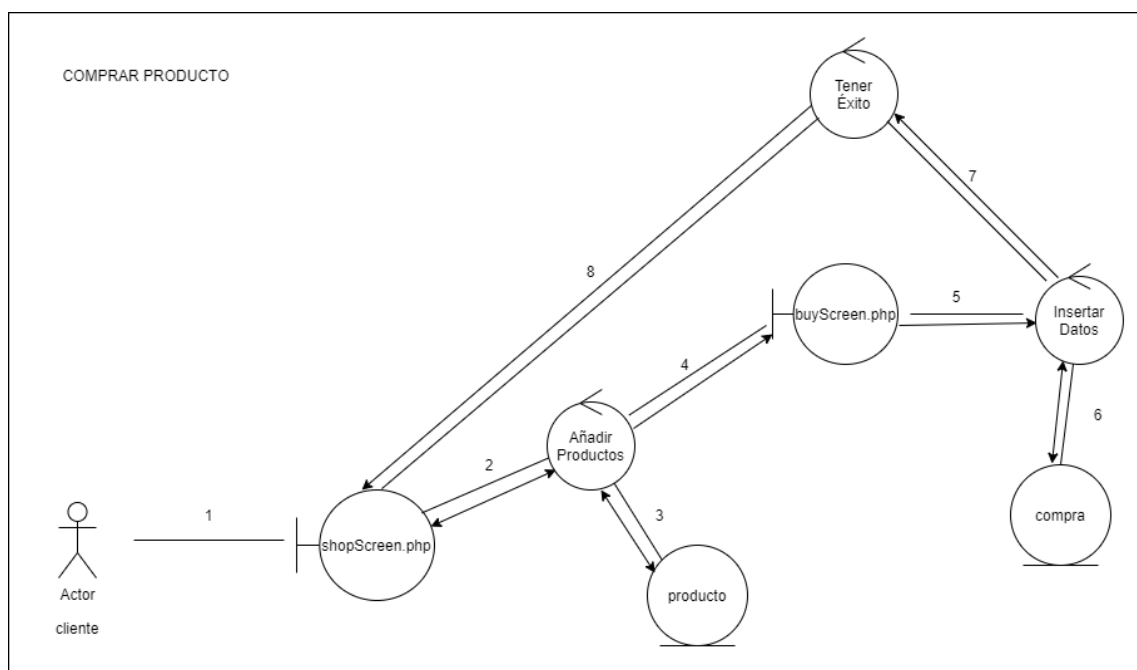 COMPRAR PRODUCTO
Tener
Éxito
7
8
buyScreen.php
5
Insertar
Datos
4
Añadir
Productos
2
6
3
1
shopScreen.php
compra
Actor
cliente
producto